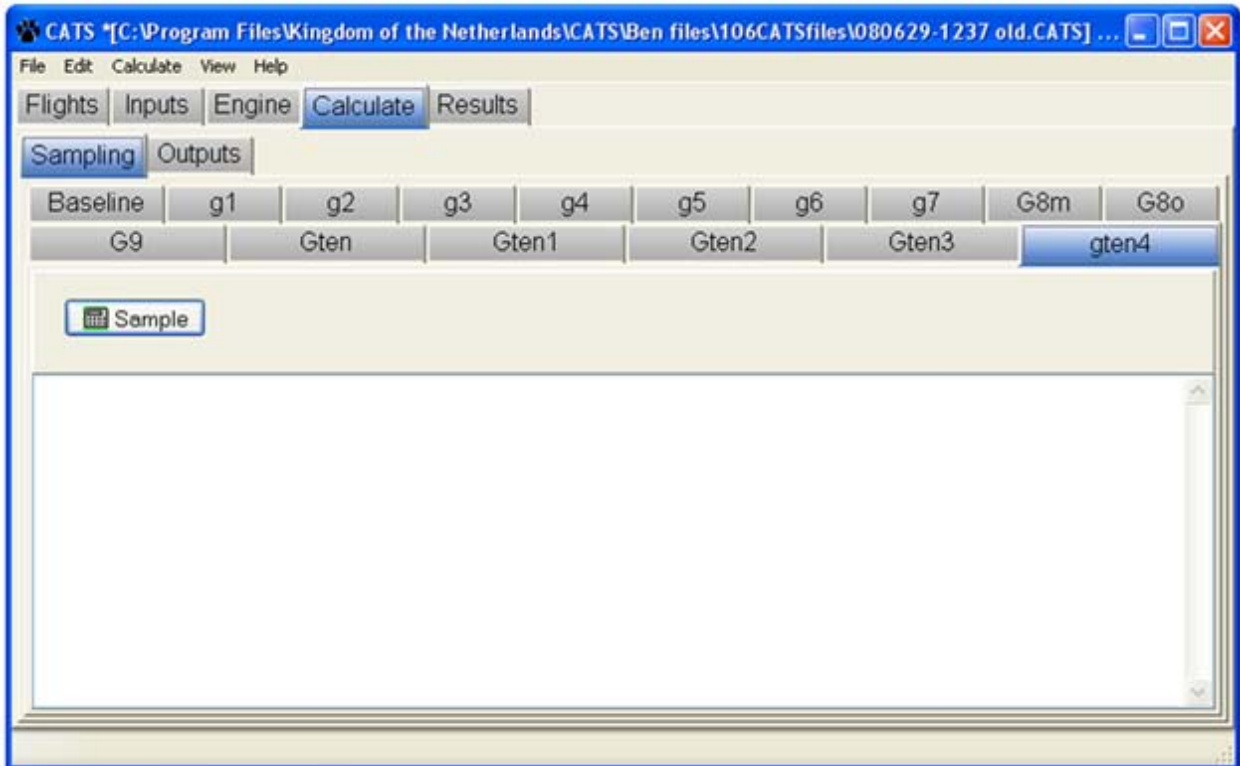 CATS *[C:\Program Files\Kingdom of the Netherlands\CATS\Ben files\106CATSfiles\080629-1237 old.CATS] ...
File Edit Calculate View Help
Flights Inputs Engine Calculate Results
Sampling Outputs
Baseline g1 g2 g3 g4 g5 g6 g7 G8m G8o
G9 Gten Gten1 Gten2 Gten3 gten4
Sample